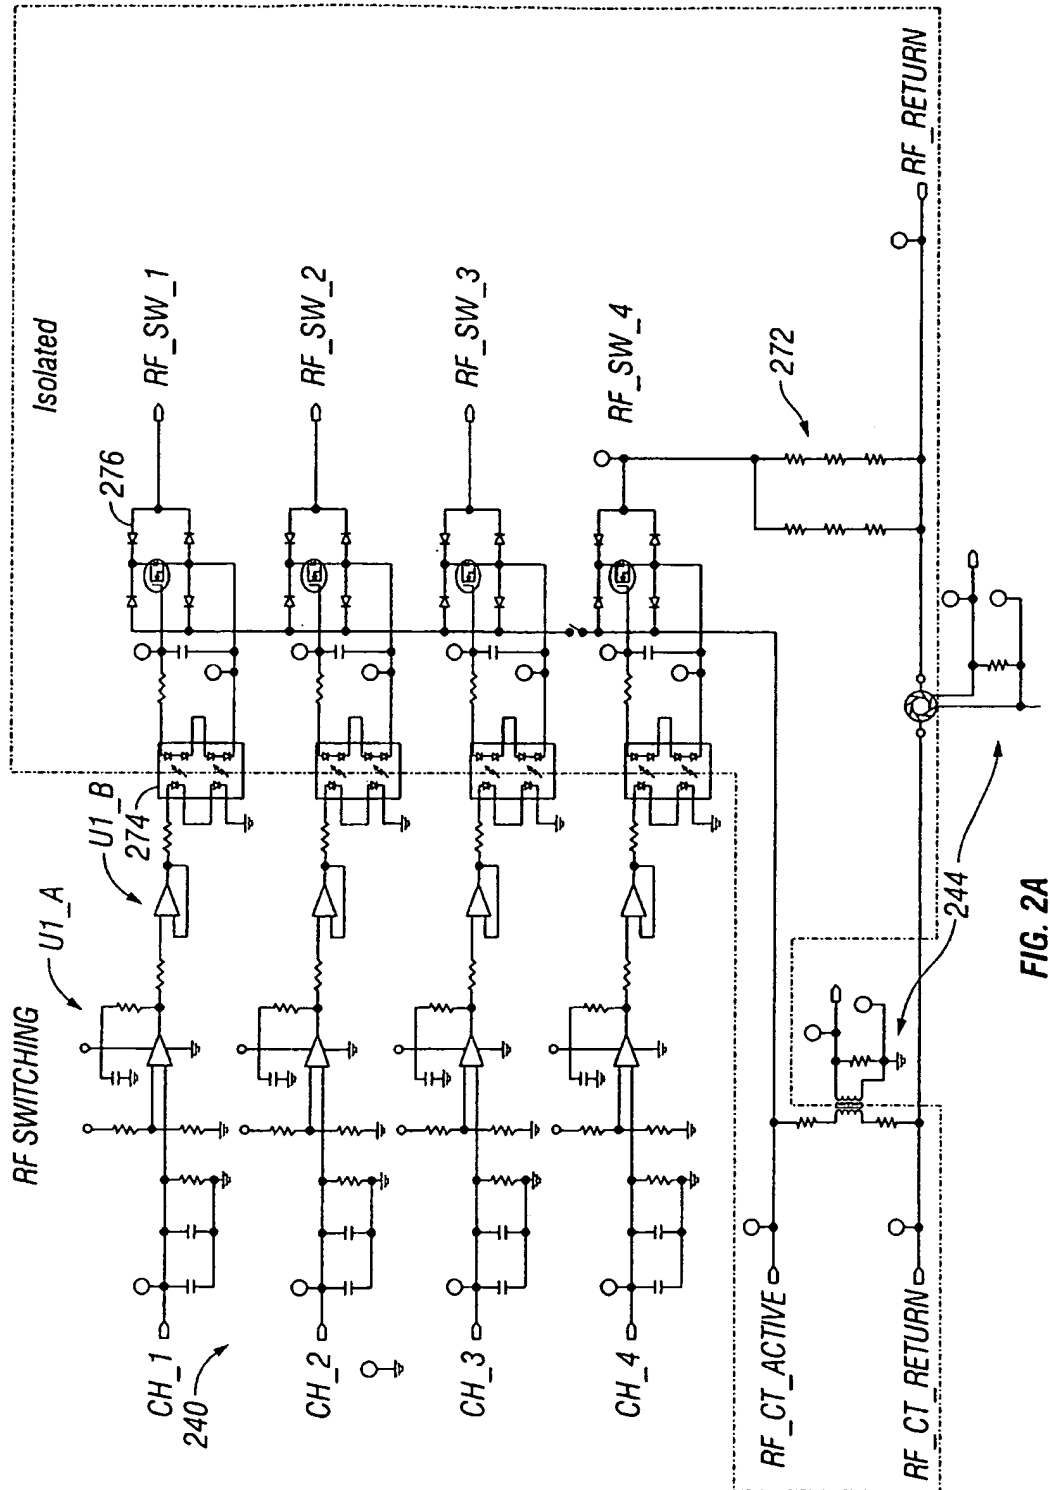 RF SWITCHING
Isolated
CH_1
240
U1_A
U1_B
274
276
RF_SW_1
CH_2
RF_SW_2
CH_3
RF_SW_3
CH_4
RF_SW_4
272
RF_CT_ACTIVE
RF_CT_RETURN
244
RF_RETURN
FIG. 2A